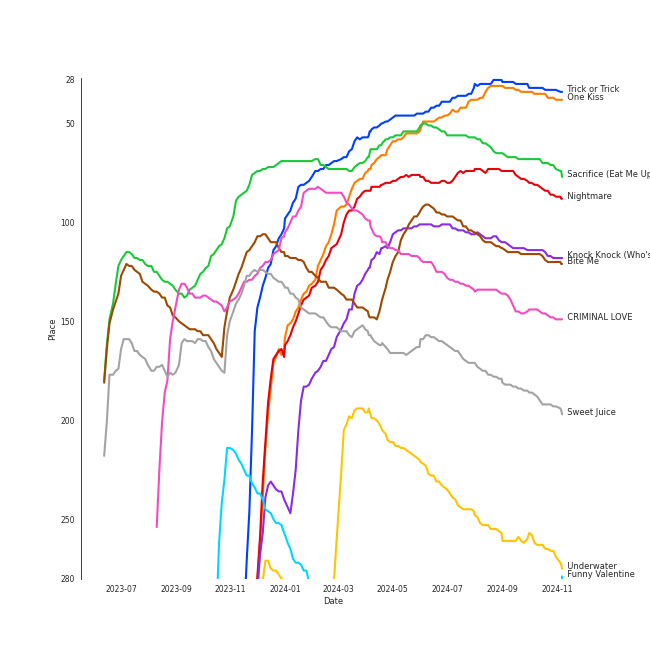 28
50
100
150
200
250
280
Place
2023-07
2023-09
2023-11
2024-01
2024-03
2024-05
2024-07
2024-09
2024-11
Date
Trick or Trick
One Kiss
Sacrifice (Eat Me Up
Nightmare
Knock Knock (Who's
Bite Me
CRIMINAL LOVE
Sweet Juice
Underwater
Funny Valentine